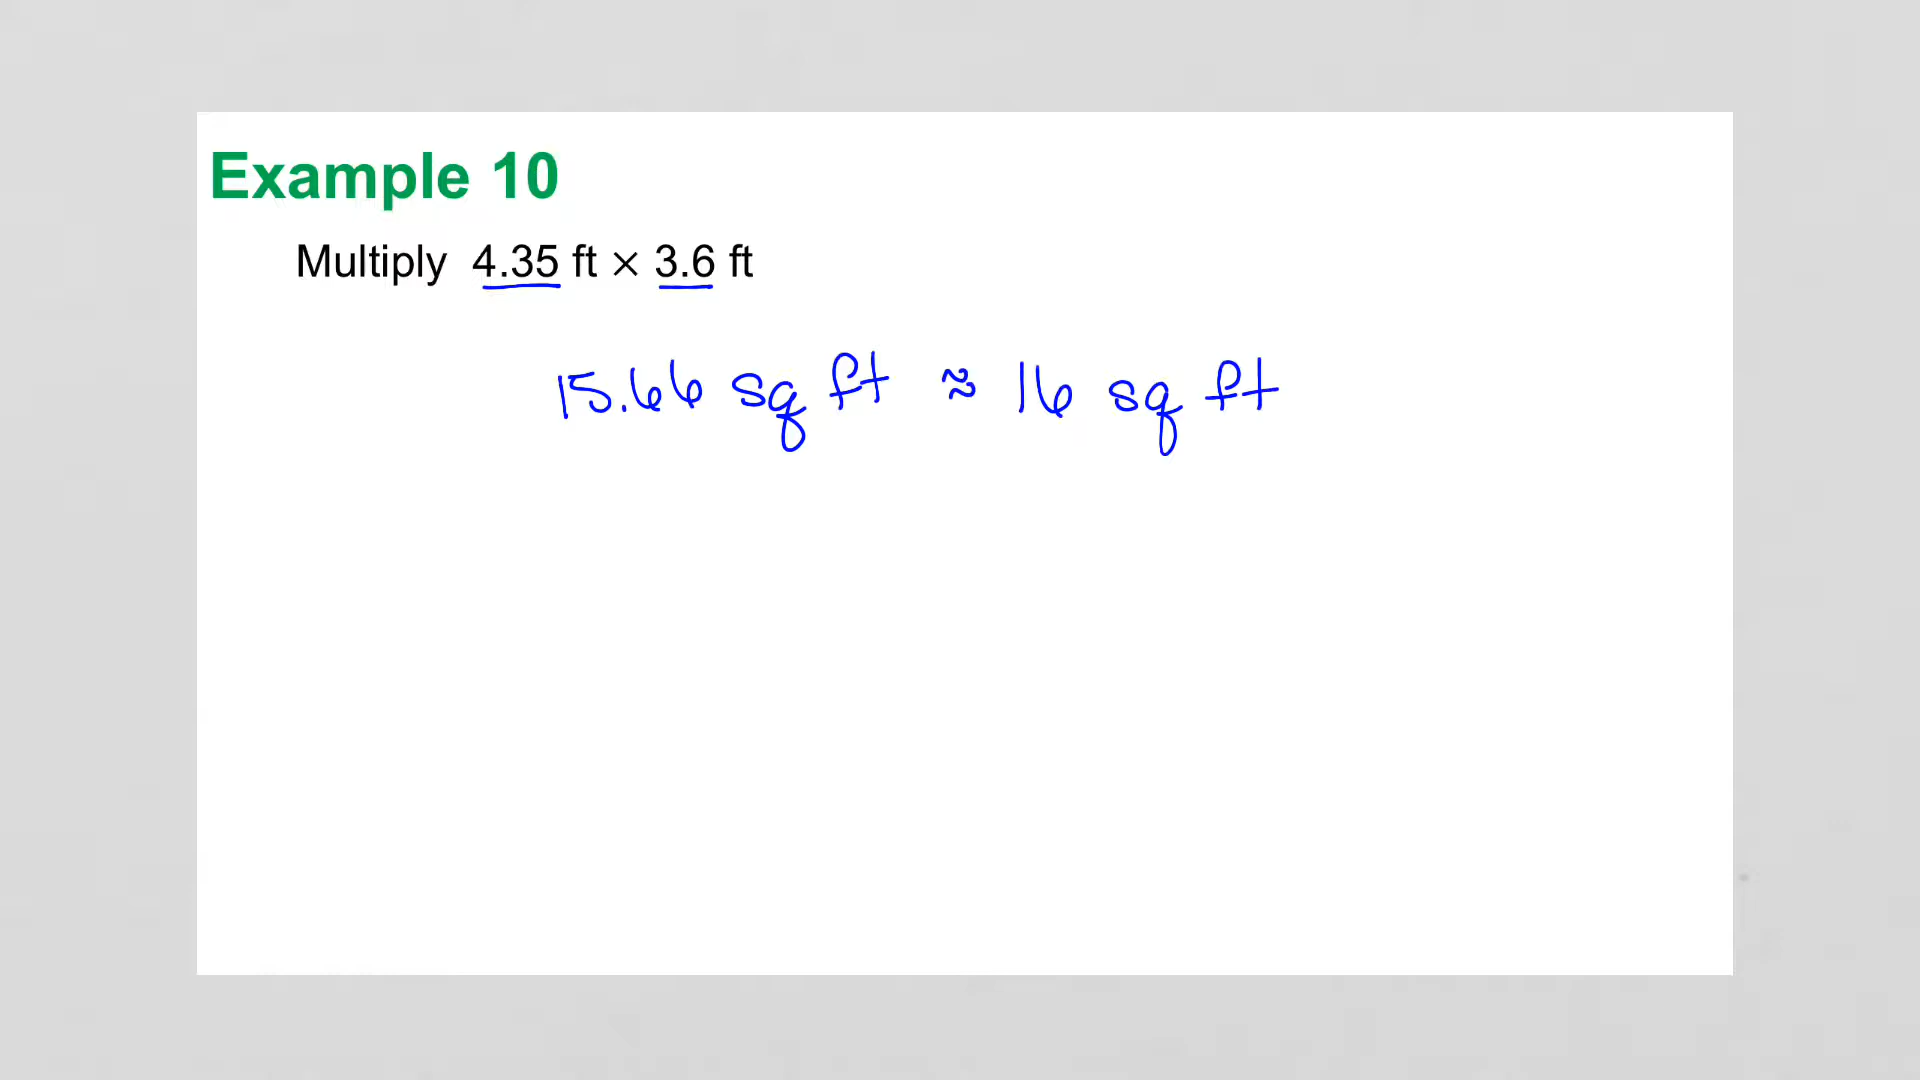 Example 10
Multiply 4.35 ft × 3.6 ft
15.66 sq ft ≈ 16 sq ft